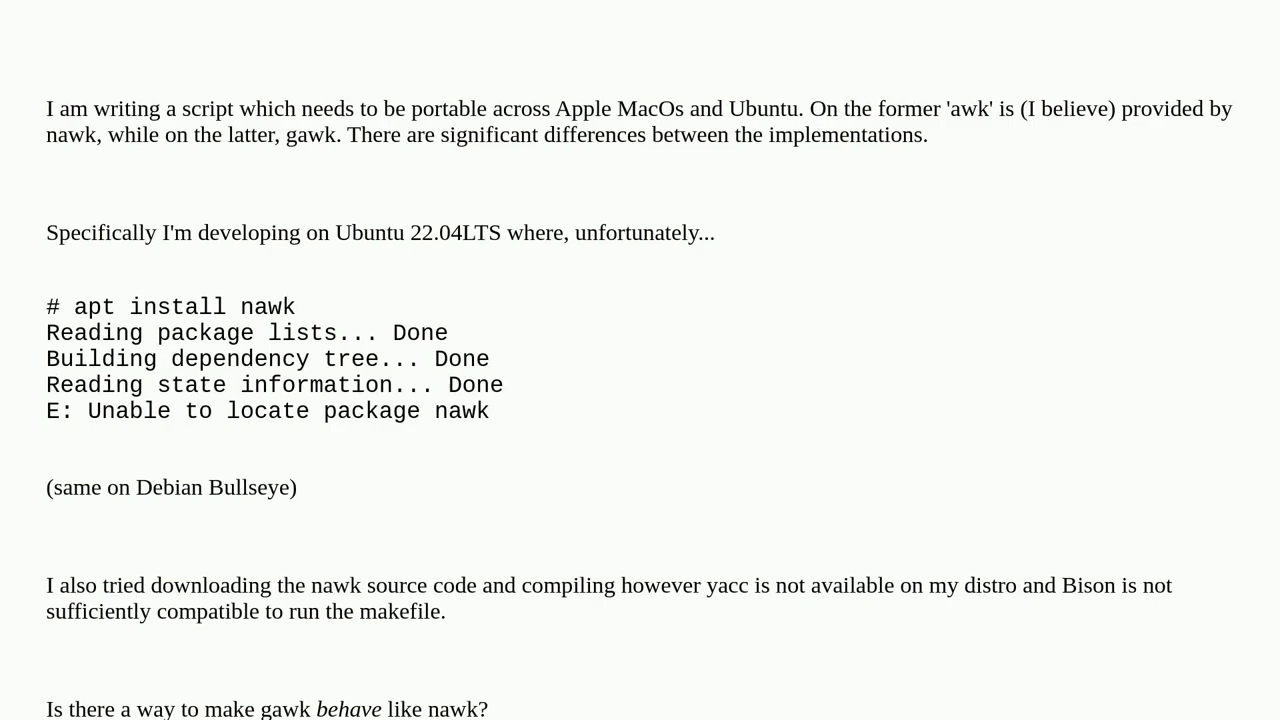 I am writing a script which needs to be portable across Apple MacOs and Ubuntu. On the former 'awk' is (I believe) provided by
nawk, while on the latter, gawk. There are significant differences between the implementations.
Specifically I'm developing on Ubuntu 22.04LTS where, unfortunately...
# apt install nawk
Reading package lists... Done
Building dependency tree... Done
Reading state information... Done
E: Unable to locate package nawk
(same on Debian Bullseye)
I also tried downloading the nawk source code and compiling however yacc is not available on my distro and Bison is not
sufficiently compatible to run the makefile.
Is there a way to make gawk behave like nawk?